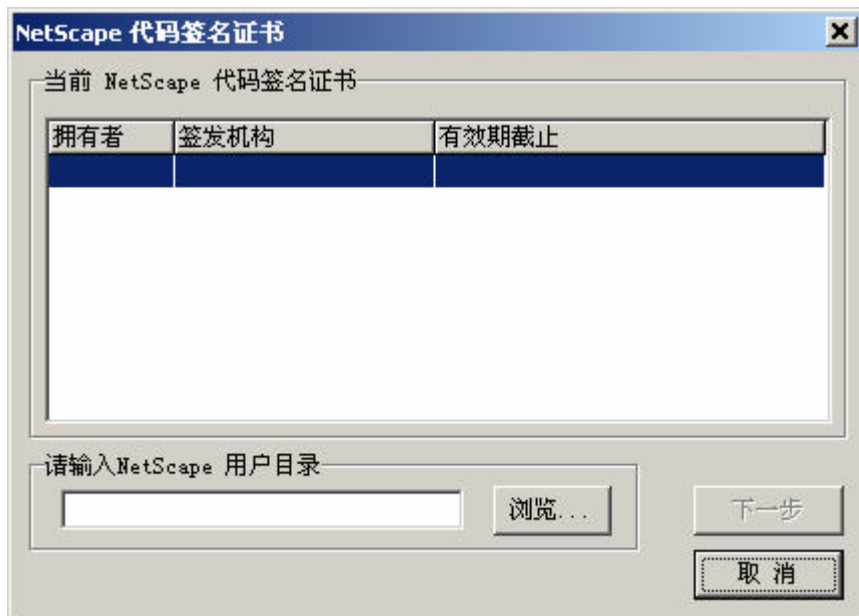 NetScape 代码签名证书
当前 NetScape 代码签名证书
拥有者 签发机构 有效期截止
请输入NetScape 用户目录
浏览... 下一步
取 消